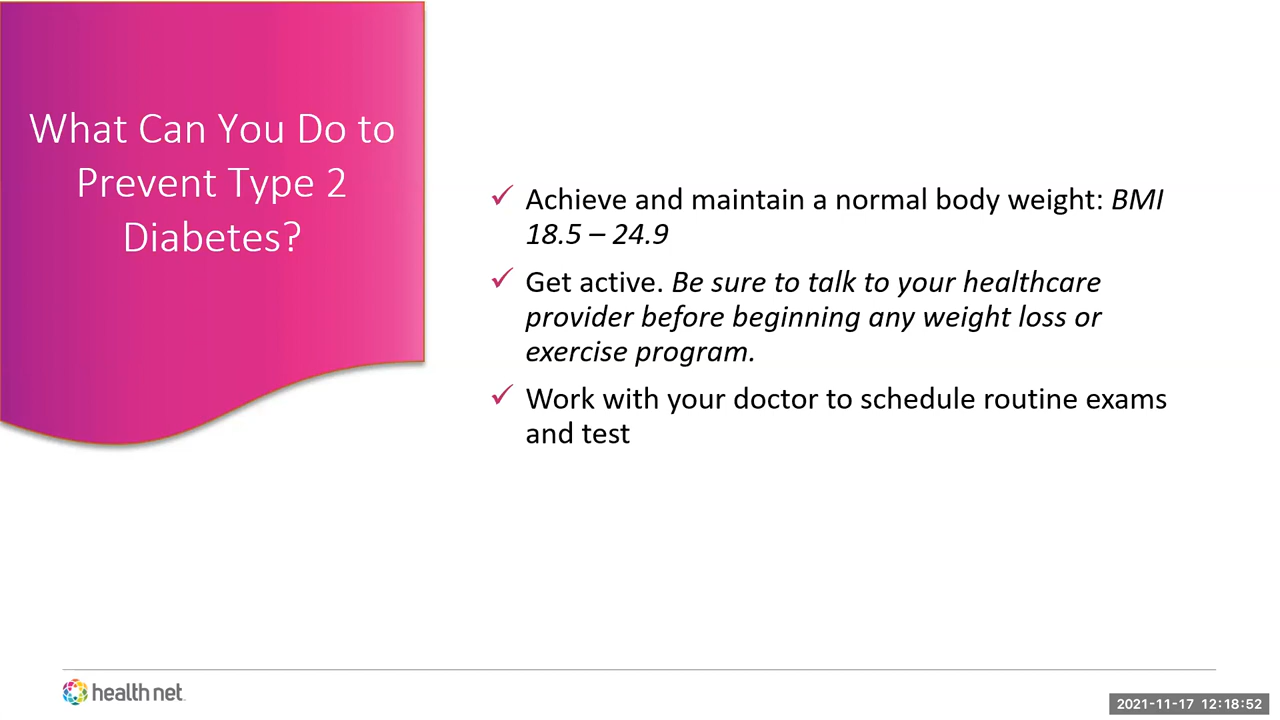 What Can You Do to
Prevent Type 2
Diabetes?
✓ Achieve and maintain a normal body weight: BMI
18.5 – 24.9
✓ Get active. Be sure to talk to your healthcare
provider before beginning any weight loss or
exercise program.
✓ Work with your doctor to schedule routine exams
and test
health net
2021-11-17 12:18:52